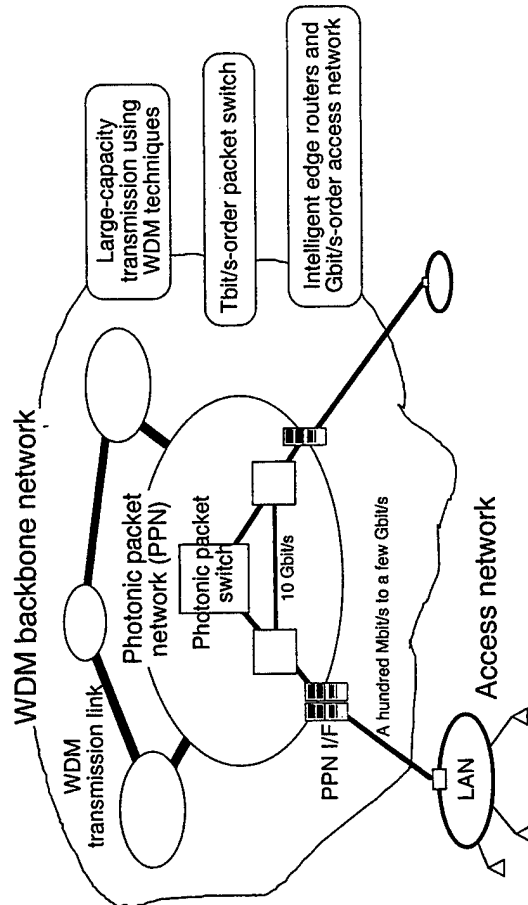 WDM backbone network
WDM
transmission link
Photonic packet
network (PPN)
Photonic packet
switch
10 Gbit/s
PPN I/F
A hundred Mbit/s to a few Gbit/s
LAN
Access network
Large-capacity
transmission using
WDM techniques
Tbit/s-order packet switch
Intelligent edge routers and
Gbit/s-order access network